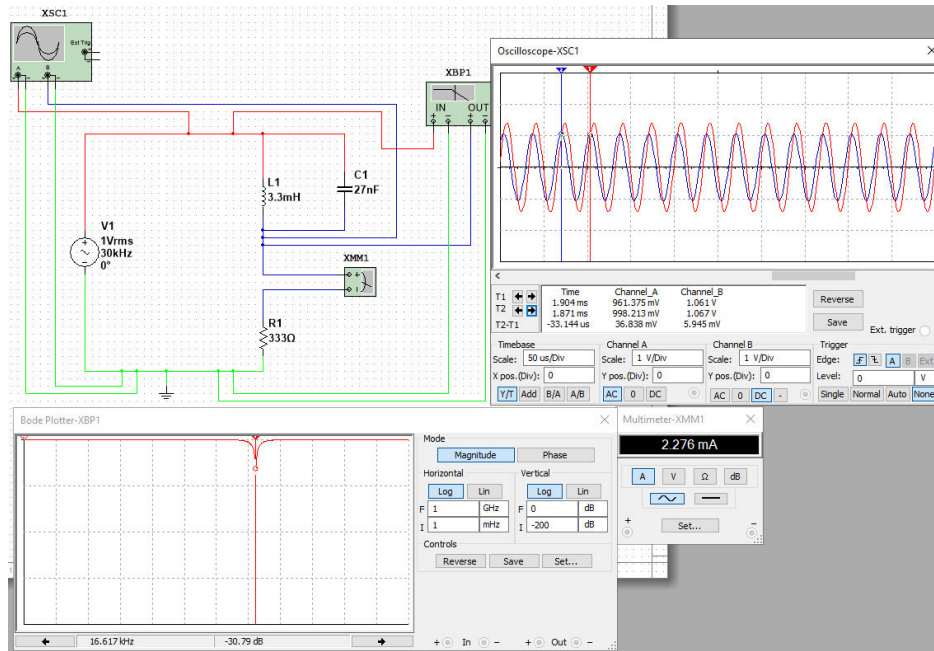 XSC1
Ext Trig
+
A B
+ - + -
XBP1
IN OUT
+ - + -
L1
3.3mH
C1
27nF
V1
1Vrms
30kHz
0°
XMM1
R1
333Ω
Oscilloscope-XSC1
2 1
T1
T2
T2-T1
Time Channel_A Channel_B
1.904 ms 961.375 mV 1.061 V
1.871 ms 998.213 mV 1.067 V
-33.144 us 36.838 mV 5.945 mV
Reverse
Save
Ext. trigger
Timebase
Scale: 50 us/Div
X pos.(Div): 0
Y/T Add B/A A/B
Channel A
Scale: 1 V/Div
Y pos.(Div): 0
AC 0 DC
Channel B
Scale: 1 V/Div
Y pos.(Div): 0
AC 0 DC -
Trigger
Edge: A B Ext
Level: 0 V
Single Normal Auto None
Bode Plotter-XBP1
Mode
Magnitude Phase
Horizontal Vertical
Log Lin Log Lin
F 1 GHz F 0 dB
I 1 mHz I -200 dB
Controls
Reverse Save Set...
16.617 kHz -30.79 dB
+ In - + Out -
Multimeter-XMM1
2.276 mA
A V Ω dB
+ Set... -